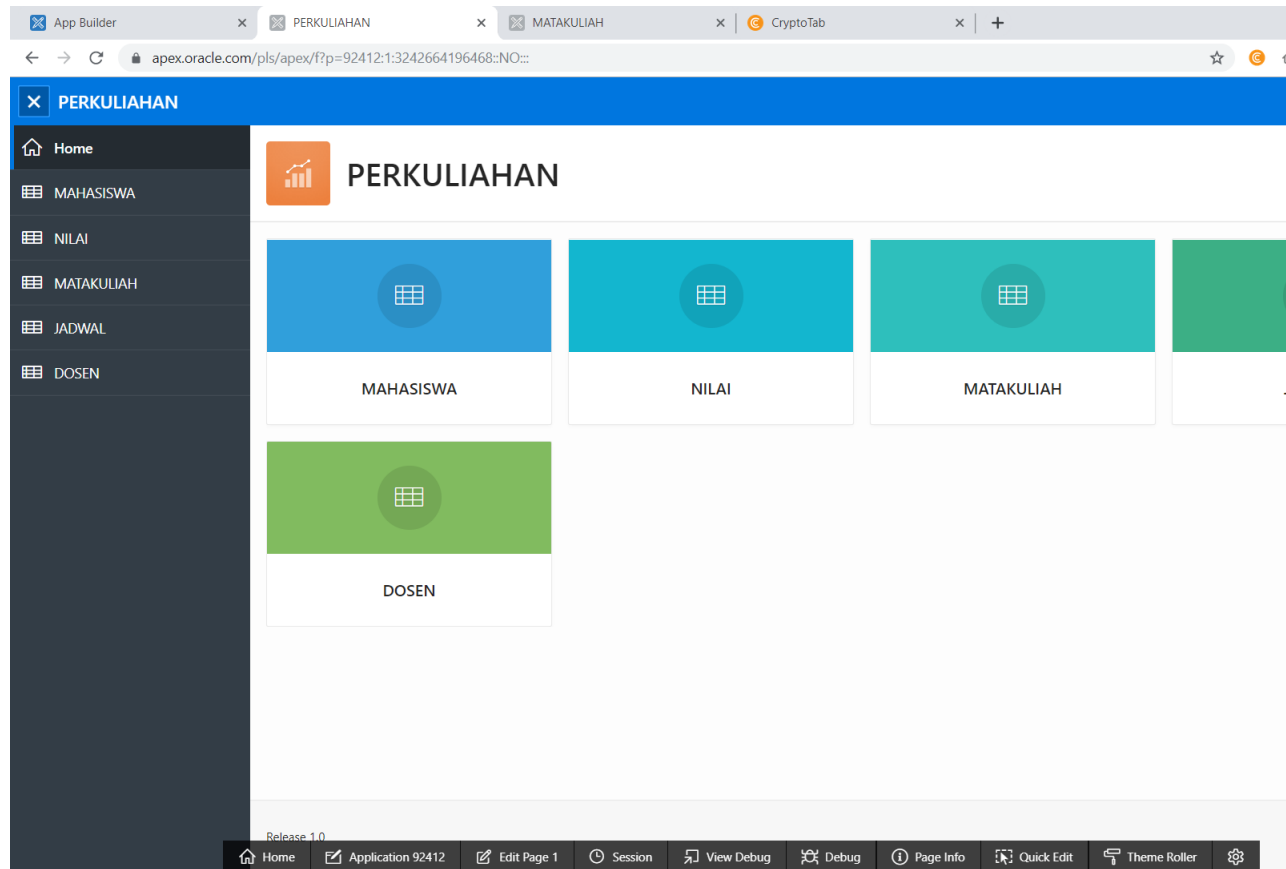 App Builder PERKULIAHAN MATAKULIAH CryptoTab
apex.oracle.com/pls/apex/f?p=92412:1:3242664196468::NO:::
PERKULIAHAN
Home
MAHASISWA
NILAI
MATAKULIAH
JADWAL
DOSEN
PERKULIAHAN
MAHASISWA NILAI MATAKULIAH
DOSEN
Release 1.0
Home Application 92412 Edit Page 1 Session View Debug Debug Page Info Quick Edit Theme Roller